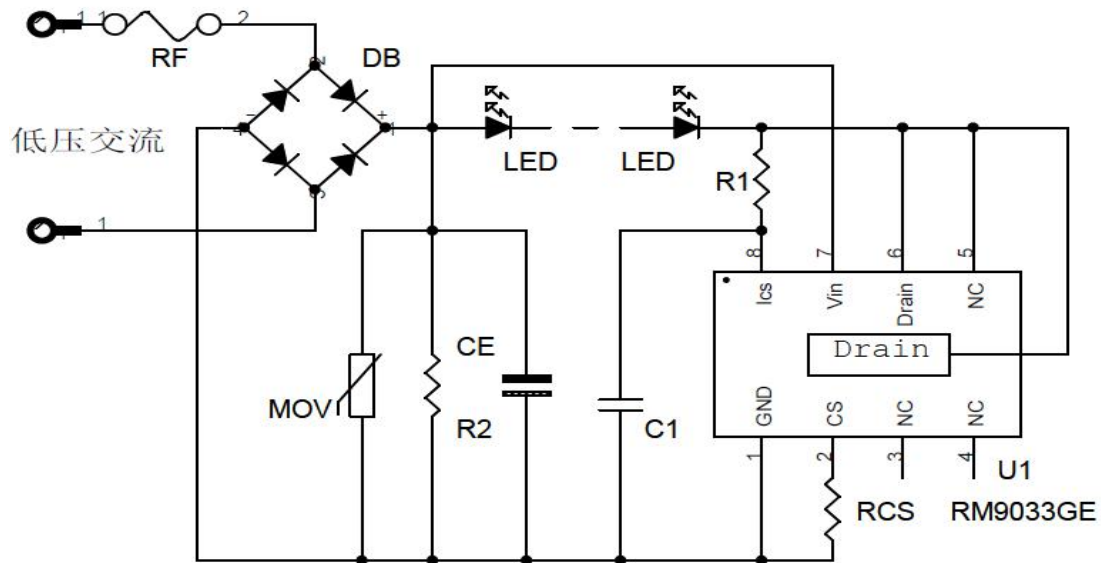 1 1
2
RF
2
DB
-
4
+
1
低压交流
3
1
LED
LED
R1
8
7
6
5
Ics
Vin
Drain
NC
Drain
MOV
CE
R2
C1
GND
CS
NC
NC
1
2
3
4
U1
RCS
RM9033GE